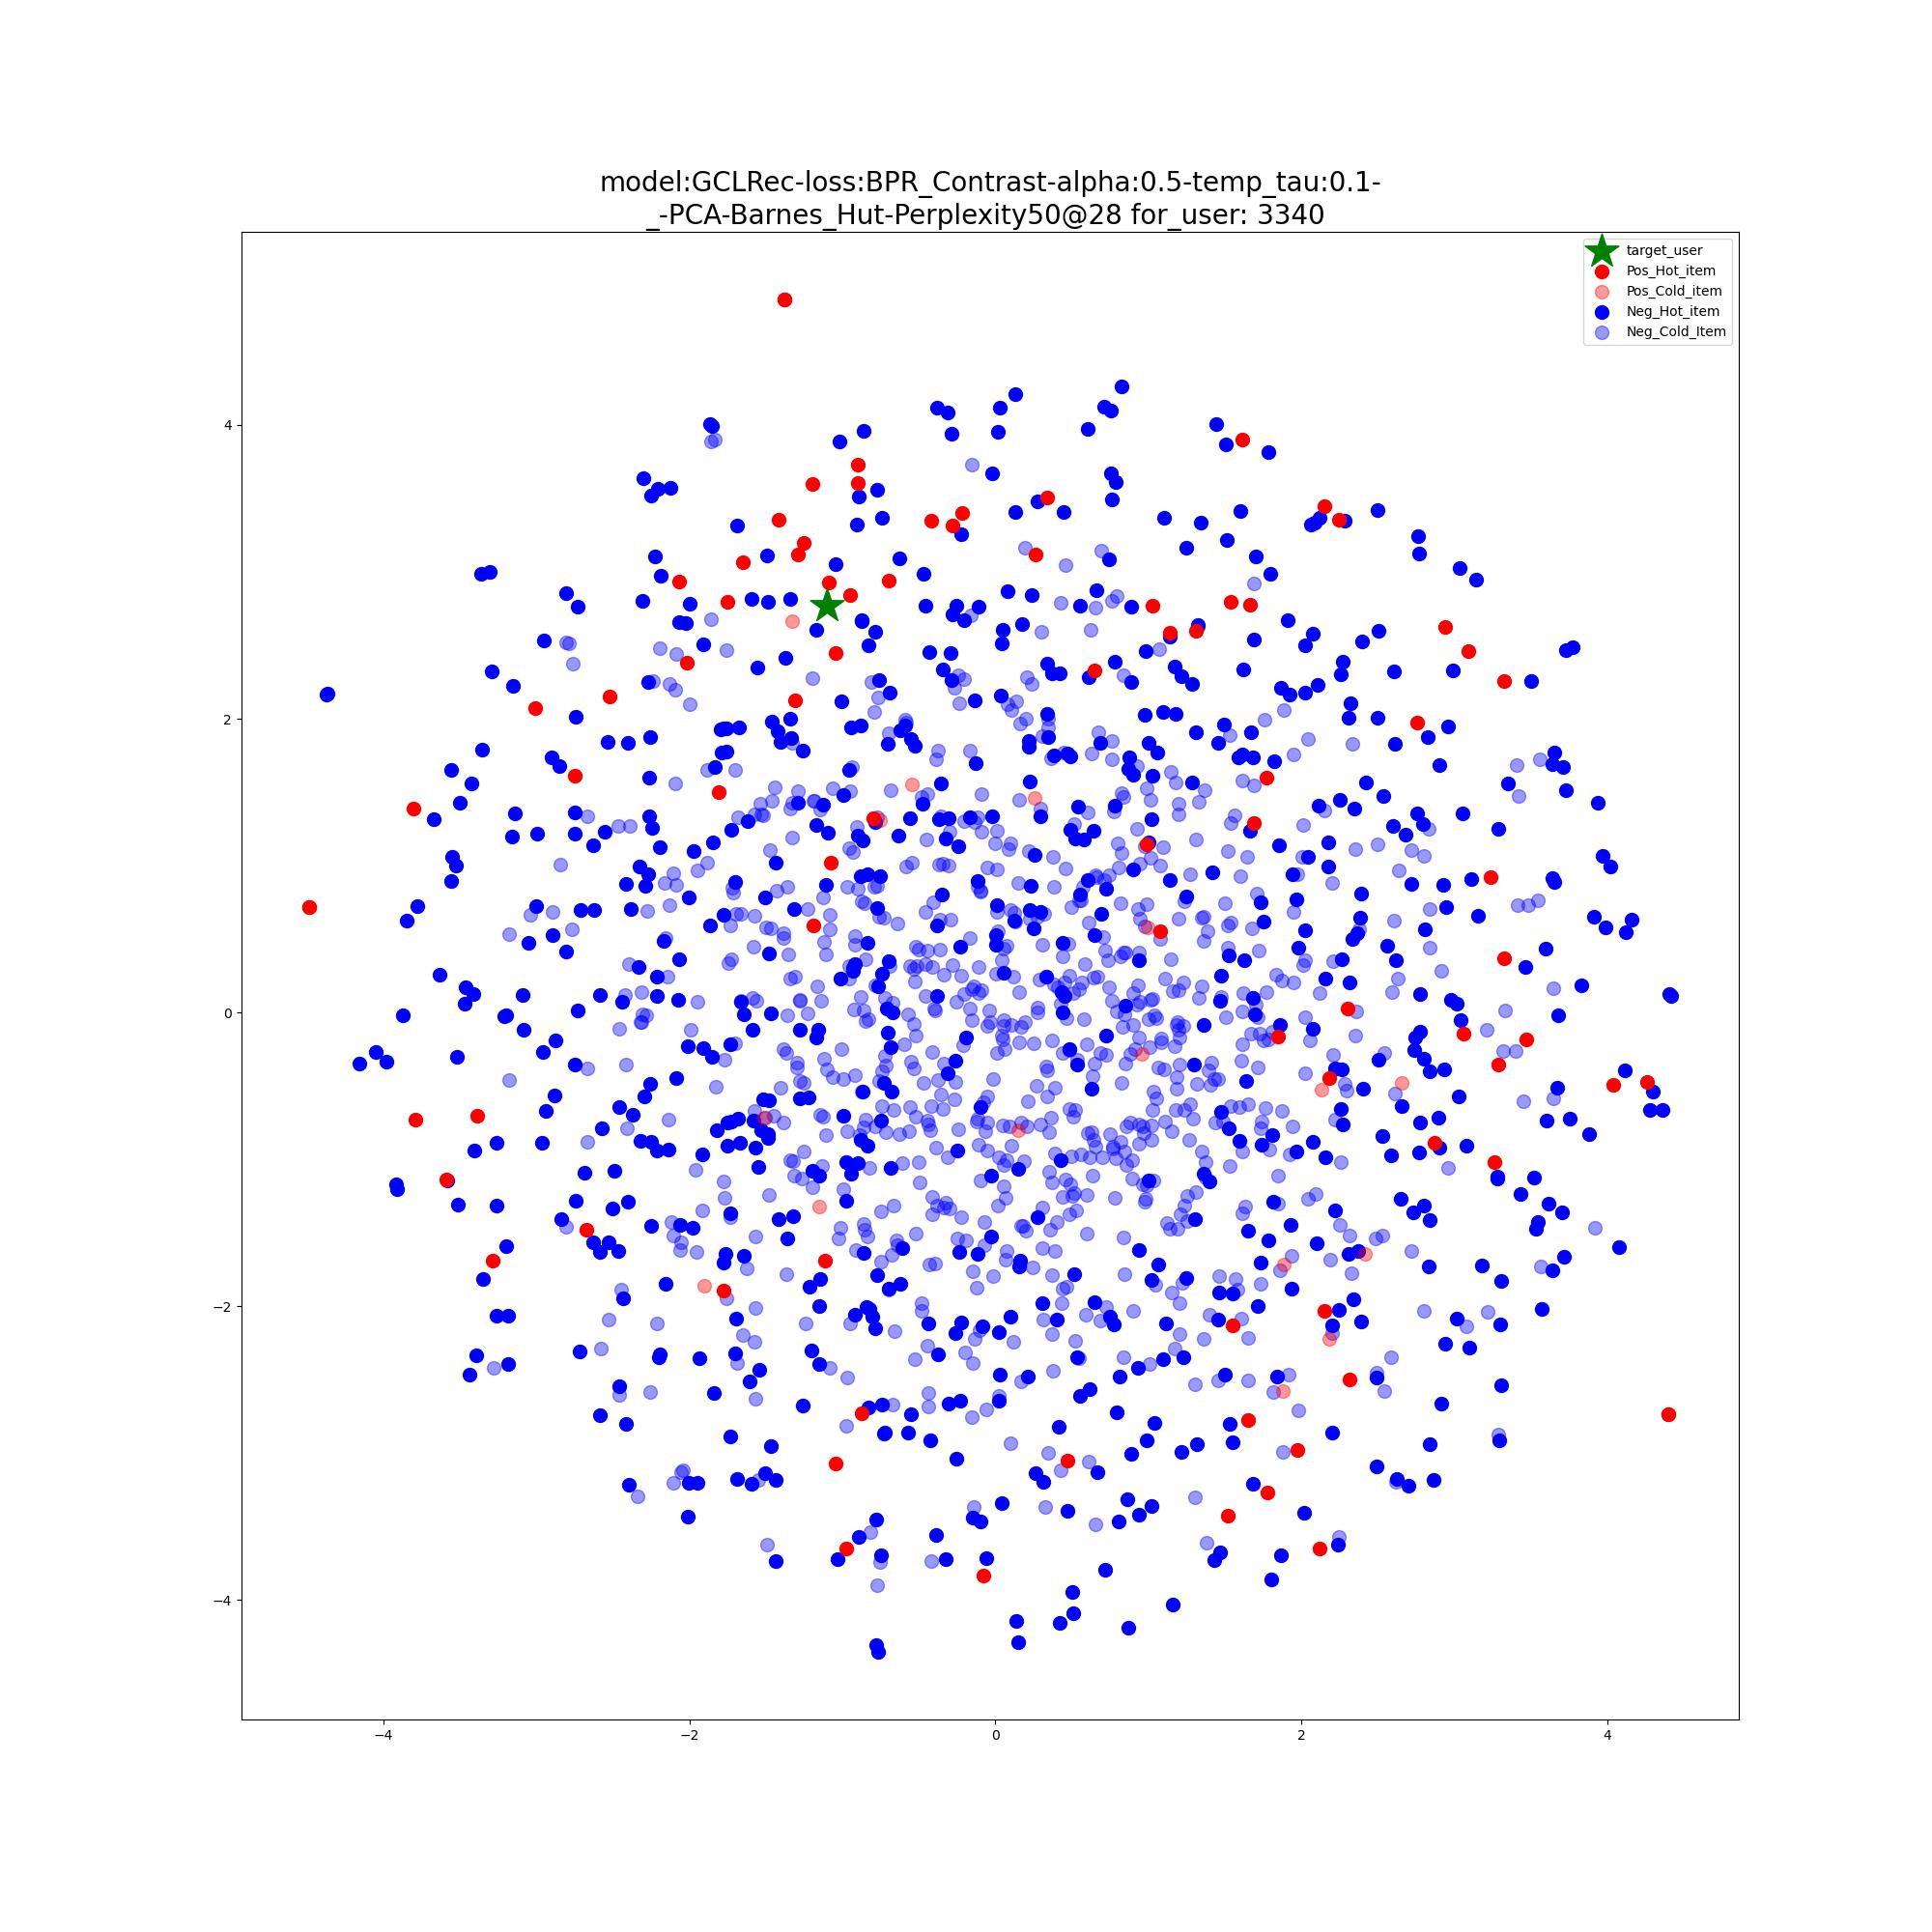 model:GCLRec-loss:BPR_Contrast-alpha:0.5-temp_tau:0.1-
_-PCA-Barnes_Hut-Perplexity50@28 for_user: 3340
target_user
Pos_Hot_item
Pos_Cold_item
Neg_Hot_item
Neg_Cold_Item
4
2
0
−2
−4
−4
−2
0
2
4